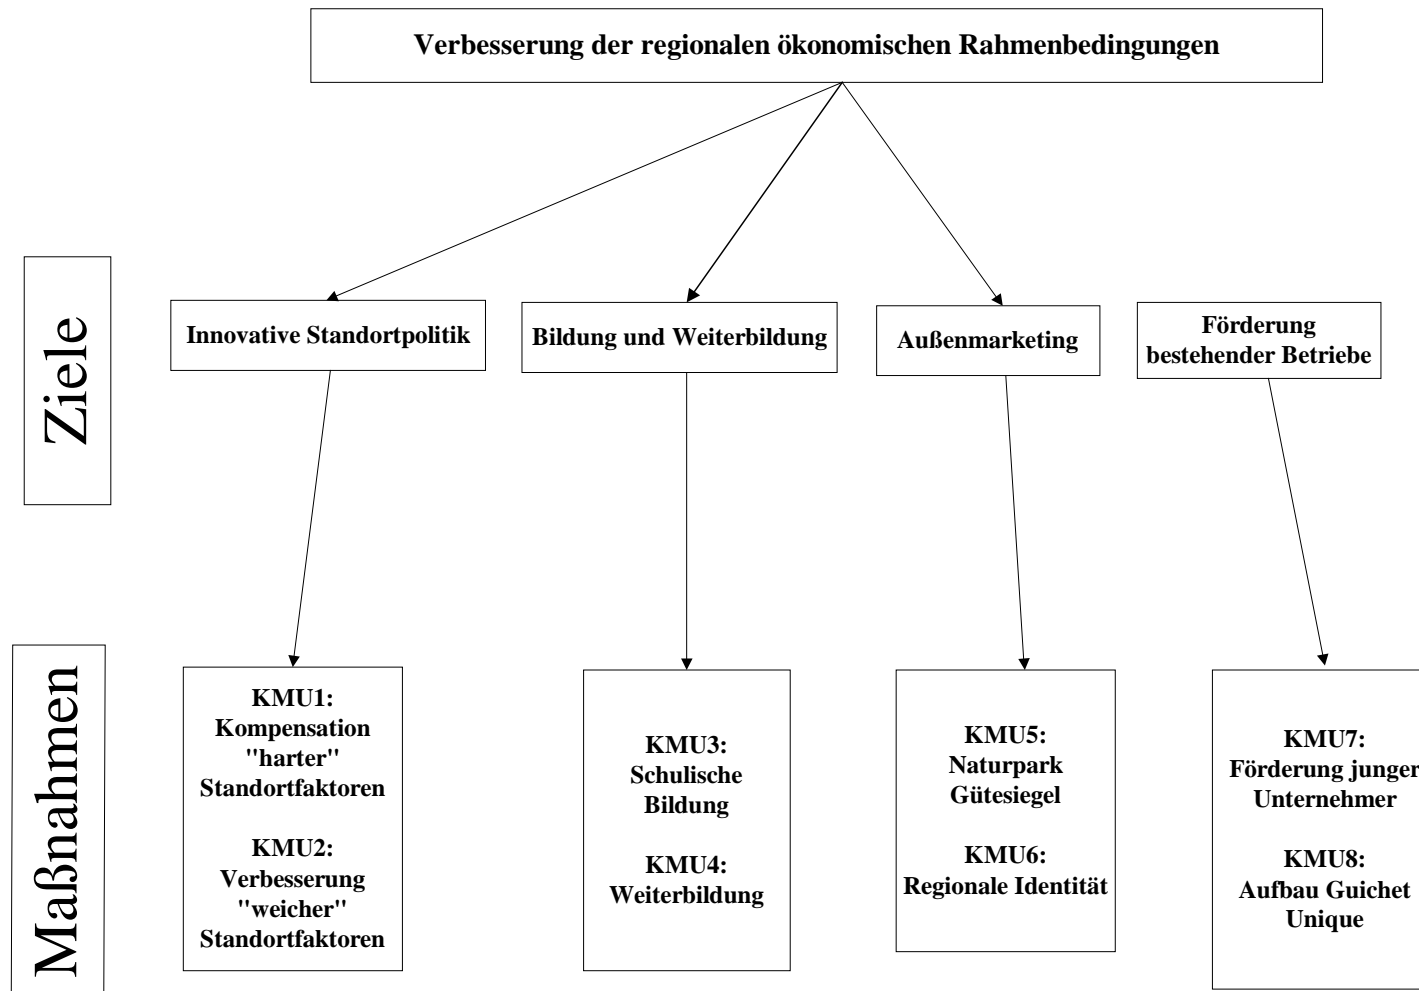 Verbesserung der regionalen ökonomischen Rahmenbedingungen
Ziele
Innovative Standortpolitik
Bildung und Weiterbildung
Außenmarketing
Förderung
bestehender Betriebe
Maßnahmen
KMU1:
Kompensation
"harter"
Standortfaktoren
KMU2:
Verbesserung
"weicher"
Standortfaktoren
KMU3:
Schulische
Bildung
KMU4:
Weiterbildung
KMU5:
Naturpark
Gütesiegel
KMU6:
Regionale Identität
KMU7:
Förderung junger
Unternehmer
KMU8:
Aufbau Guichet
Unique